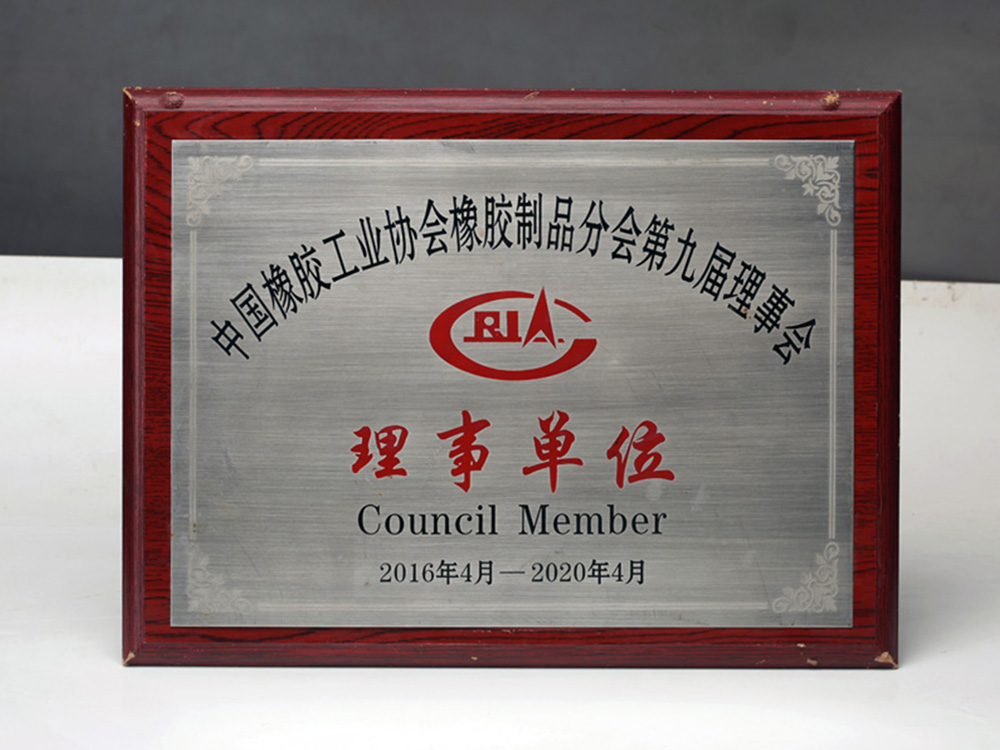 中国橡胶工业协会橡胶制品分会第九届理事会
CRIA
理事单位
Council Member
2016年4月—2020年4月